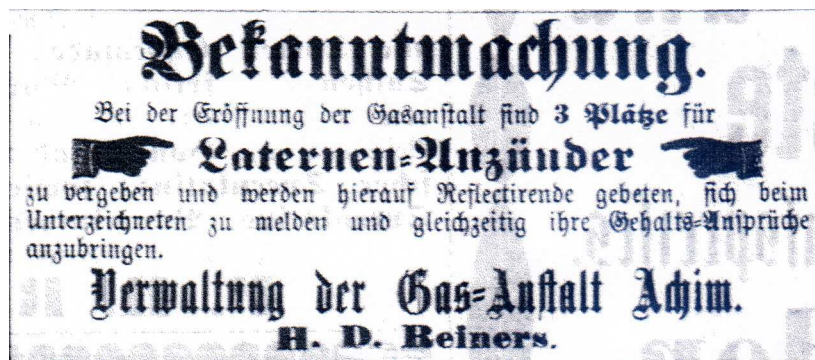 Bekanntmachung.
Bei der Eröffnung der Gasanstalt sind 3 Plätze für
Laternen=Anzünder
zu vergeben und werden hierauf Reflectirende gebeten, sich beim
Unterzeichneten zu melden und gleichzeitig ihre Gehalts=Ansprüche
anzubringen.
Verwaltung der Gas=Anstalt Achim.
H. D. Reiners.